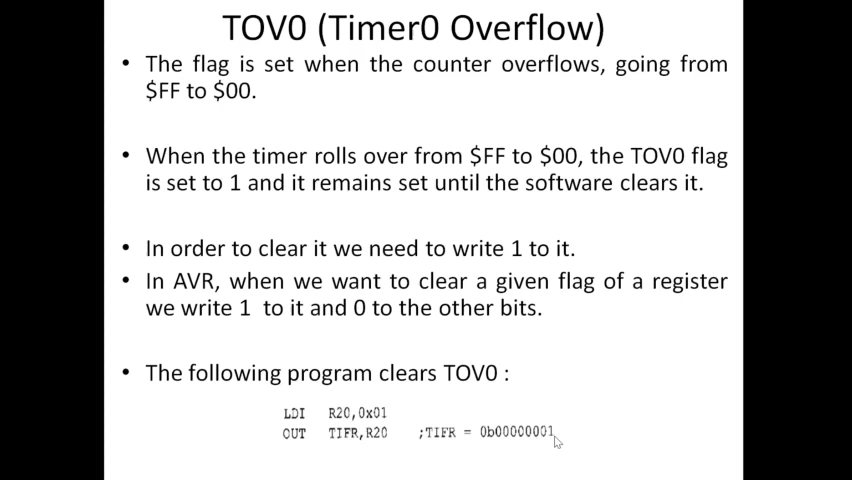 TOV0 (Timer0 Overflow)
• The flag is set when the counter overflows, going from
$FF to $00.
• When the timer rolls over from $FF to $00, the TOV0 flag
is set to 1 and it remains set until the software clears it.
• In order to clear it we need to write 1 to it.
• In AVR, when we want to clear a given flag of a register
we write 1 to it and 0 to the other bits.
• The following program clears TOV0 :
LDI R20,0x01
OUT TIFR,R20 ;TIFR = 0b00000001